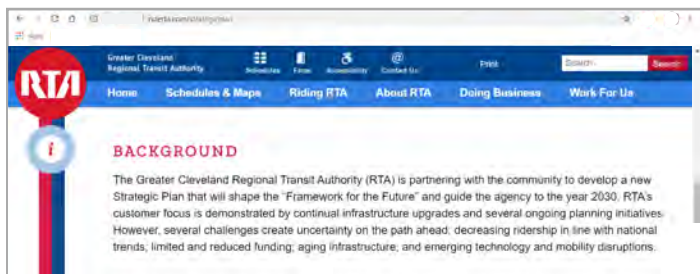 Greater Cleveland
Regional Transit Authority
Schedules Fares Accessibility Contact Us
Print
Search
Search
RTA
Home Schedules & Maps Riding RTA About RTA Doing Business Work For Us
i
BACKGROUND
The Greater Cleveland Regional Transit Authority (RTA) is partnering with the community to develop a new
Strategic Plan that will shape the “Framework for the Future” and guide the agency to the year 2030. RTA's
customer focus is demonstrated by continual infrastructure upgrades and several ongoing planning initiatives.
However, several challenges create uncertainty on the path ahead: decreasing ridership in line with national
trends; limited and reduced funding; aging infrastructure; and emerging technology and mobility disruptions.